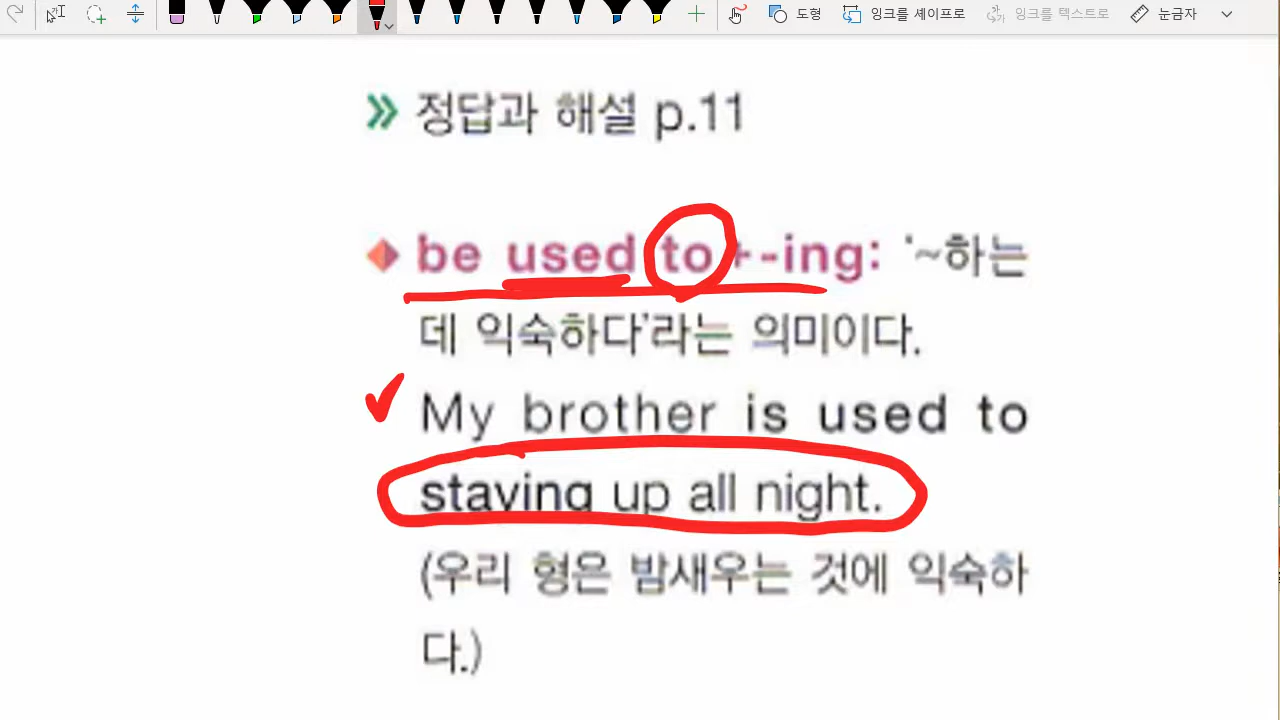 도형
잉크를 셰이프로
잉크를 텍스트로
눈금자
» 정답과 해설 p.11
◆ be used to +-ing: ‘~하는
데 익숙하다’라는 의미이다.
My brother is used to
staying up all night.
(우리 형은 밤새우는 것에 익숙하
다.)